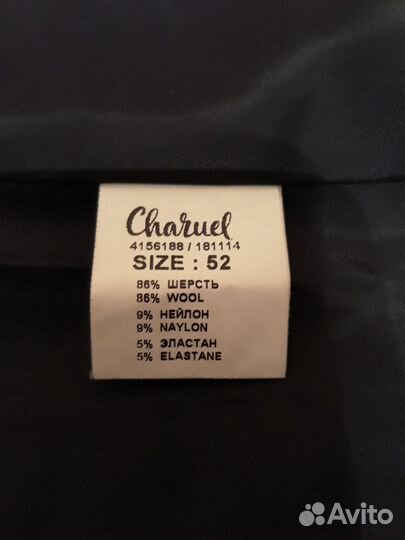 Charuel
4156188 / 181114
SIZE : 52
86% ШЕРСТЬ
86% WOOL
9% НЕЙЛОН
9% NAYLON
5% ЭЛАСТАН
5% ELASTANE
Avito